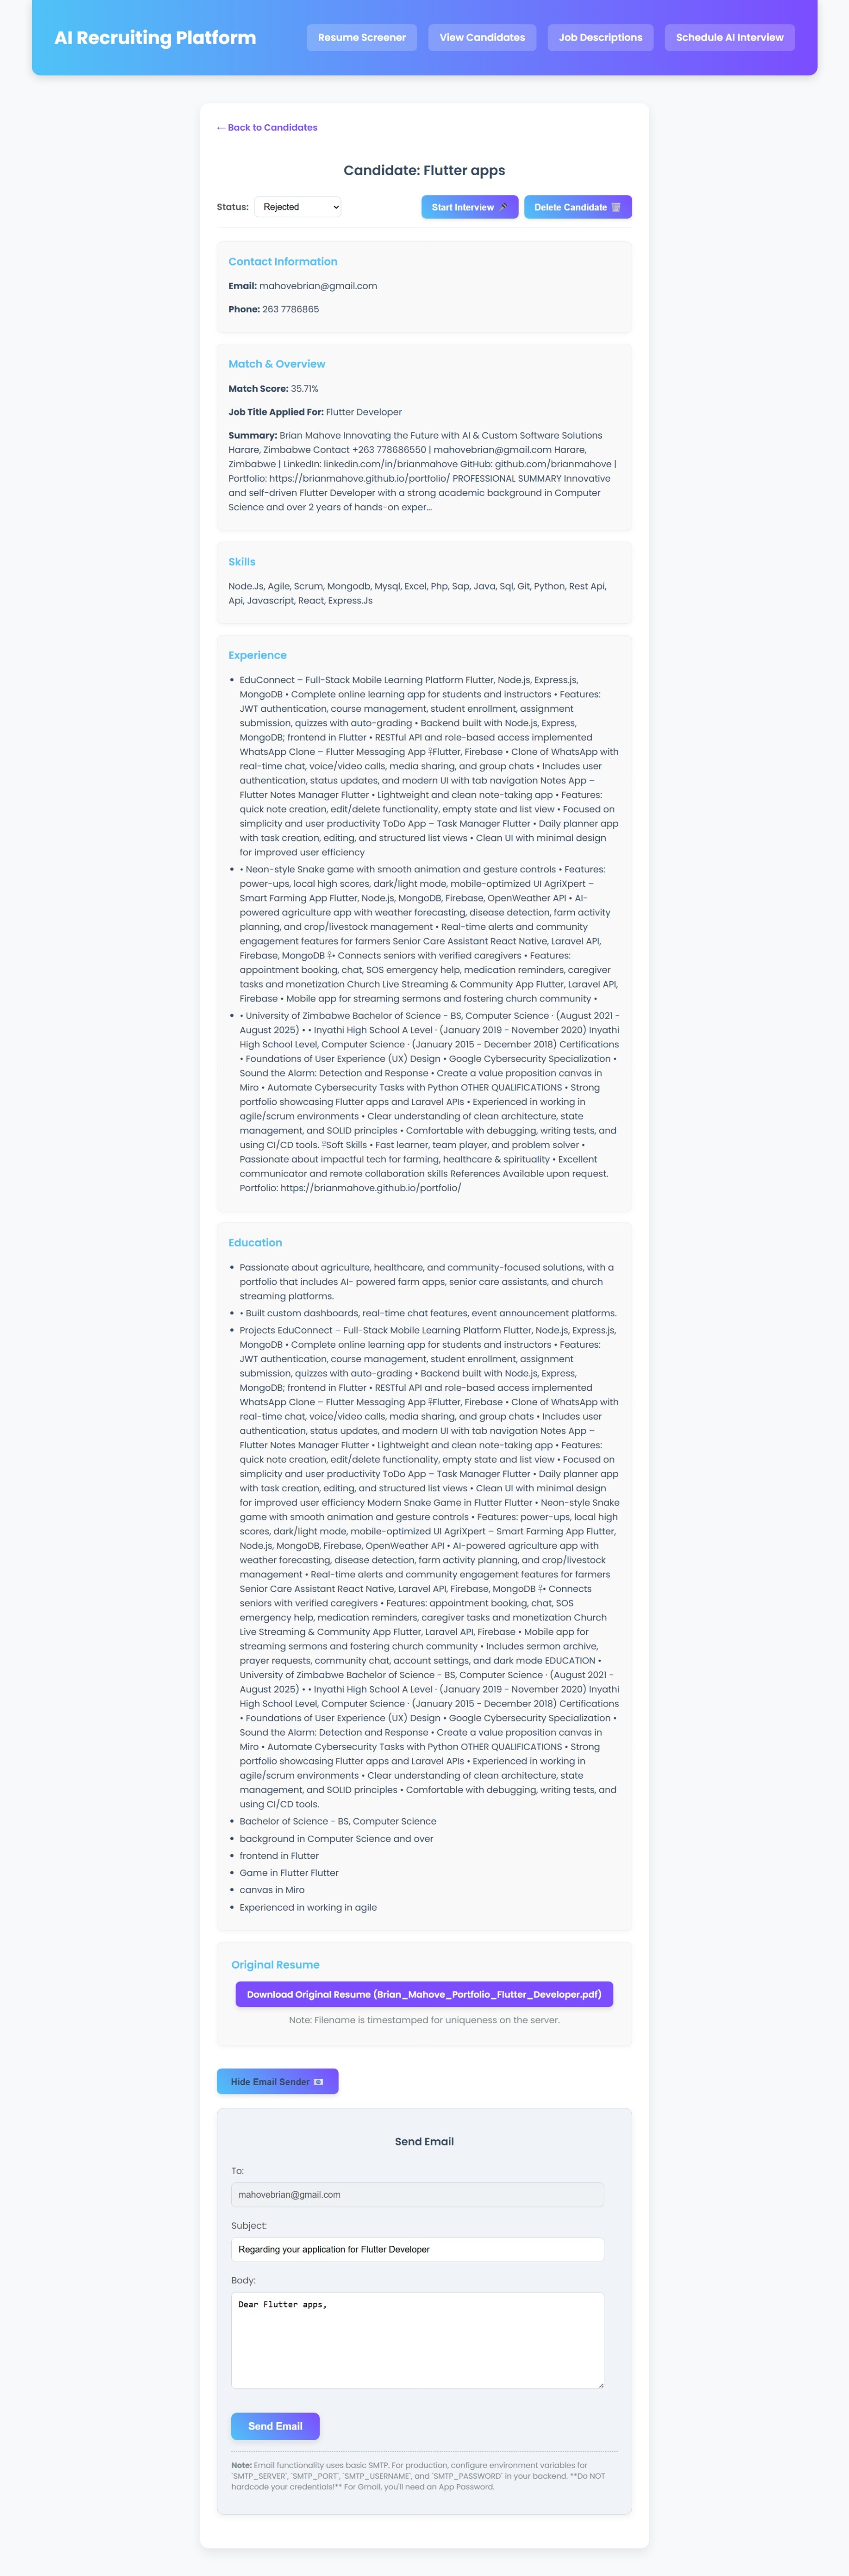 AI Recruiting Platform
Resume Screener
View Candidates
Job Descriptions
Schedule AI Interview
← Back to Candidates
Candidate: Flutter apps
Status: Rejected
Start Interview 🎤
Delete Candidate 🗑️
Contact Information
Email: mahovebrian@gmail.com
Phone: 263 7786865
Match & Overview
Match Score: 35.71%
Job Title Applied For: Flutter Developer
Summary: Brian Mahove Innovating the Future with AI & Custom Software Solutions
Harare, Zimbabwe Contact +263 778686550 | mahovebrian@gmail.com Harare,
Zimbabwe | LinkedIn: linkedin.com/in/brianmahove GitHub: github.com/brianmahove |
Portfolio: https://brianmahove.github.io/portfolio/ PROFESSIONAL SUMMARY Innovative
and self-driven Flutter Developer with a strong academic background in Computer
Science and over 2 years of hands-on exper...
Skills
Node.Js, Agile, Scrum, Mongodb, Mysql, Excel, Php, Sap, Java, Sql, Git, Python, Rest Api,
Api, Javascript, React, Express.Js
Experience
• EduConnect – Full-Stack Mobile Learning Platform Flutter, Node.js, Express.js,
MongoDB • Complete online learning app for students and instructors • Features:
JWT authentication, course management, student enrollment, assignment
submission, quizzes with auto-grading • Backend built with Node.js, Express,
MongoDB; frontend in Flutter • RESTful API and role-based access implemented
WhatsApp Clone – Flutter Messaging App Flutter, Firebase • Clone of WhatsApp with
real-time chat, voice/video calls, media sharing, and group chats • Includes user
authentication, status updates, and modern UI with tab navigation Notes App –
Flutter Notes Manager Flutter • Lightweight and clean note-taking app • Features:
quick note creation, edit/delete functionality, empty state and list view • Focused on
simplicity and user productivity ToDo App – Task Manager Flutter • Daily planner app
with task creation, editing, and structured list views • Clean UI with minimal design
for improved user efficiency
• • Neon-style Snake game with smooth animation and gesture controls • Features:
power-ups, local high scores, dark/light mode, mobile-optimized UI AgriXpert –
Smart Farming App Flutter, Node.js, MongoDB, Firebase, OpenWeather API • AI-
powered agriculture app with weather forecasting, disease detection, farm activity
planning, and crop/livestock management • Real-time alerts and community
engagement features for farmers Senior Care Assistant React Native, Laravel API,
Firebase, MongoDB • Connects seniors with verified caregivers • Features:
appointment booking, chat, SOS emergency help, medication reminders, caregiver
tasks and monetization Church Live Streaming & Community App Flutter, Laravel API,
Firebase • Mobile app for streaming sermons and fostering church community •
• • University of Zimbabwe Bachelor of Science - BS, Computer Science · (August 2021 -
August 2025) • • Inyathi High School A Level · (January 2019 - November 2020) Inyathi
High School Level, Computer Science · (January 2015 - December 2018) Certifications
• Foundations of User Experience (UX) Design • Google Cybersecurity Specialization •
Sound the Alarm: Detection and Response • Create a value proposition canvas in
Miro • Automate Cybersecurity Tasks with Python OTHER QUALIFICATIONS • Strong
portfolio showcasing Flutter apps and Laravel APIs • Experienced in working in
agile/scrum environments • Clear understanding of clean architecture, state
management, and SOLID principles • Comfortable with debugging, writing tests, and
using CI/CD tools. Soft Skills • Fast learner, team player, and problem solver •
Passionate about impactful tech for farming, healthcare & spirituality • Excellent
communicator and remote collaboration skills References Available upon request.
Portfolio: https://brianmahove.github.io/portfolio/
Education
• Passionate about agriculture, healthcare, and community-focused solutions, with a
portfolio that includes AI- powered farm apps, senior care assistants, and church
streaming platforms.
• • Built custom dashboards, real-time chat features, event announcement platforms.
• Projects EduConnect – Full-Stack Mobile Learning Platform Flutter, Node.js, Express.js,
MongoDB • Complete online learning app for students and instructors • Features:
JWT authentication, course management, student enrollment, assignment
submission, quizzes with auto-grading • Backend built with Node.js, Express,
MongoDB; frontend in Flutter • RESTful API and role-based access implemented
WhatsApp Clone – Flutter Messaging App Flutter, Firebase • Clone of WhatsApp with
real-time chat, voice/video calls, media sharing, and group chats • Includes user
authentication, status updates, and modern UI with tab navigation Notes App –
Flutter Notes Manager Flutter • Lightweight and clean note-taking app • Features:
quick note creation, edit/delete functionality, empty state and list view • Focused on
simplicity and user productivity ToDo App – Task Manager Flutter • Daily planner app
with task creation, editing, and structured list views • Clean UI with minimal design
for improved user efficiency Modern Snake Game in Flutter Flutter • Neon-style Snake
game with smooth animation and gesture controls • Features: power-ups, local high
scores, dark/light mode, mobile-optimized UI AgriXpert – Smart Farming App Flutter,
Node.js, MongoDB, Firebase, OpenWeather API • AI-powered agriculture app with
weather forecasting, disease detection, farm activity planning, and crop/livestock
management • Real-time alerts and community engagement features for farmers
Senior Care Assistant React Native, Laravel API, Firebase, MongoDB • Connects
seniors with verified caregivers • Features: appointment booking, chat, SOS
emergency help, medication reminders, caregiver tasks and monetization Church
Live Streaming & Community App Flutter, Laravel API, Firebase • Mobile app for
streaming sermons and fostering church community • Includes sermon archive,
prayer requests, community chat, account settings, and dark mode EDUCATION •
University of Zimbabwe Bachelor of Science - BS, Computer Science · (August 2021 -
August 2025) • • Inyathi High School A Level · (January 2019 - November 2020) Inyathi
High School Level, Computer Science · (January 2015 - December 2018) Certifications
• Foundations of User Experience (UX) Design • Google Cybersecurity Specialization •
Sound the Alarm: Detection and Response • Create a value proposition canvas in
Miro • Automate Cybersecurity Tasks with Python OTHER QUALIFICATIONS • Strong
portfolio showcasing Flutter apps and Laravel APIs • Experienced in working in
agile/scrum environments • Clear understanding of clean architecture, state
management, and SOLID principles • Comfortable with debugging, writing tests, and
using CI/CD tools.
• Bachelor of Science - BS, Computer Science
• background in Computer Science and over
• frontend in Flutter
• Game in Flutter Flutter
• canvas in Miro
• Experienced in working in agile
Original Resume
Download Original Resume (Brian_Mahove_Portfolio_Flutter_Developer.pdf)
Note: Filename is timestamped for uniqueness on the server.
Hide Email Sender 📧
Send Email
To:
mahovebrian@gmail.com
Subject:
Regarding your application for Flutter Developer
Body:
Dear Flutter apps,
Send Email
Note: Email functionality uses basic SMTP. For production, configure environment variables for
`SMTP_SERVER`, `SMTP_PORT`, `SMTP_USERNAME`, and `SMTP_PASSWORD` in your backend. **Do NOT
hardcode your credentials!** For Gmail, you'll need an App Password.